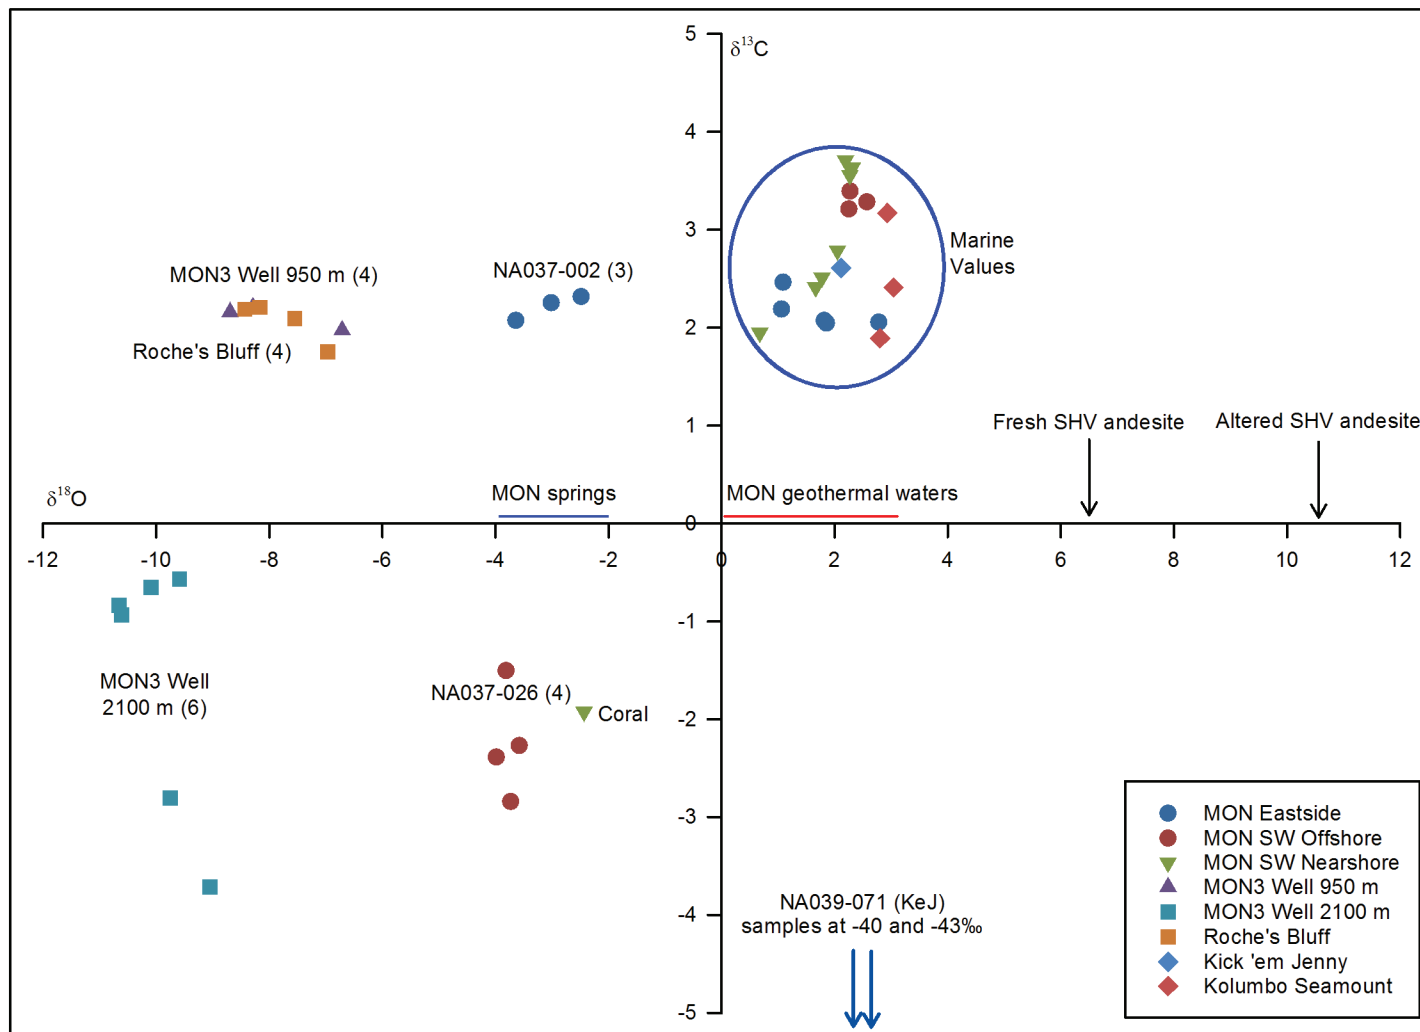 5
δ¹³C
4
3
Marine
Values
MON3 Well 950 m (4)
NA037-002 (3)
2
Roche's Bluff (4)
1
Fresh SHV andesite
Altered SHV andesite
δ¹⁸O
MON springs
MON geothermal waters
0
-12
-10
-8
-6
-4
-2
0
2
4
6
8
10
12
-1
MON3 Well
2100 m (6)
NA037-026 (4)
Coral
-2
-3
-4
-5
NA039-071 (KeJ)
samples at -40 and -43‰
MON Eastside
MON SW Offshore
MON SW Nearshore
MON3 Well 950 m
MON3 Well 2100 m
Roche's Bluff
Kick 'em Jenny
Kolumbo Seamount